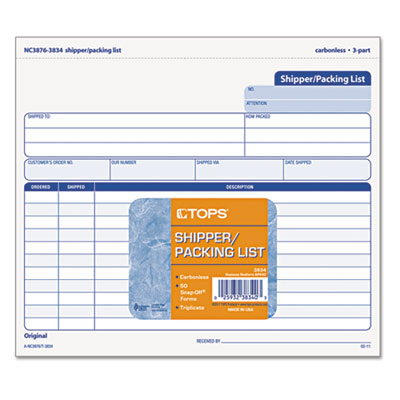 NC3876-3834 shipper/packing list
carbonless • 3-part
Shipper/Packing List
NO.
ATTENTION
SHIPPED TO:
HOW PACKED
CUSTOMER'S ORDER NO.
OUR NUMBER
SHIPPED VIA
DATE SHIPPED
ORDERED
SHIPPED
DESCRIPTION
TOPS
SHIPPER/
PACKING LIST
• Carbonless
• 50
Snap-Off®
Forms
• Triplicate
3834
MADE IN USA
Original
RECEIVED BY